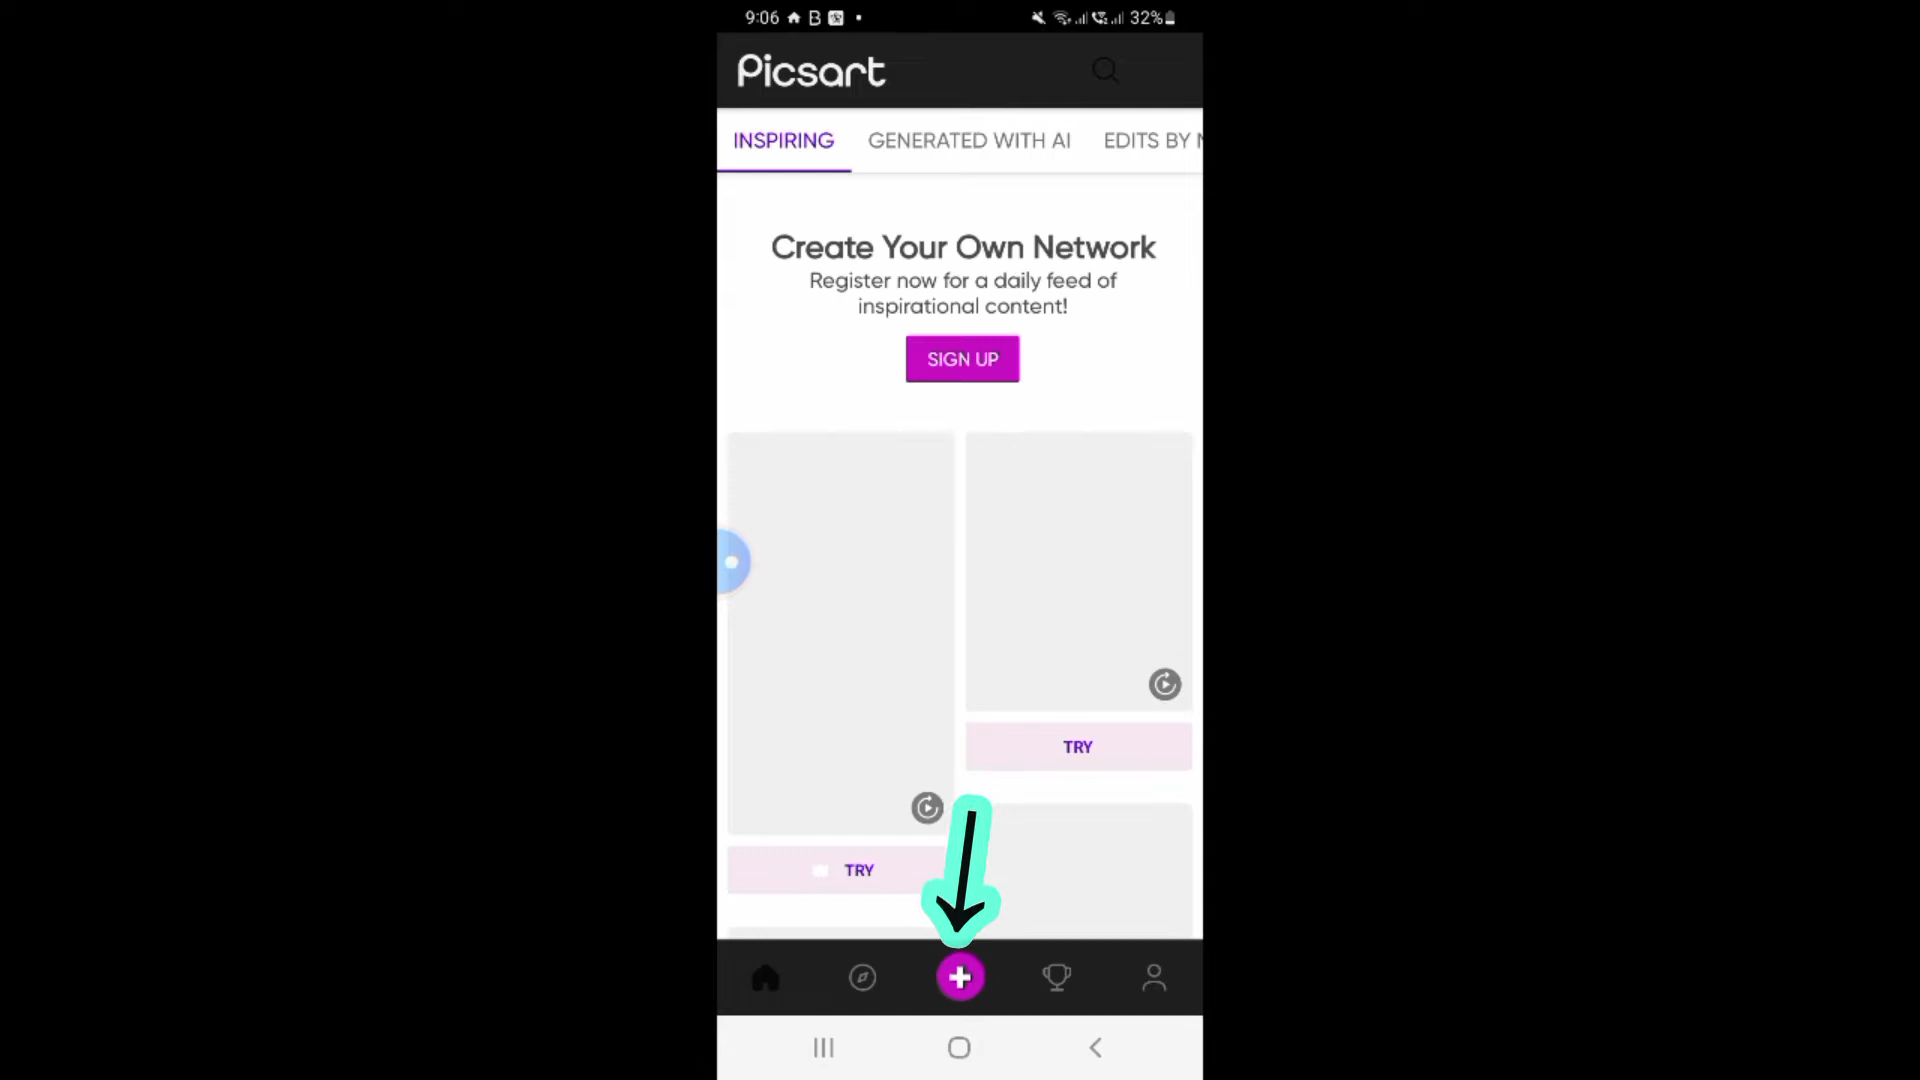 9:06 B 32%
Picsart
INSPIRING GENERATED WITH AI EDITS BY
Create Your Own Network
Register now for a daily feed of
inspirational content!
SIGN UP
TRY
TRY